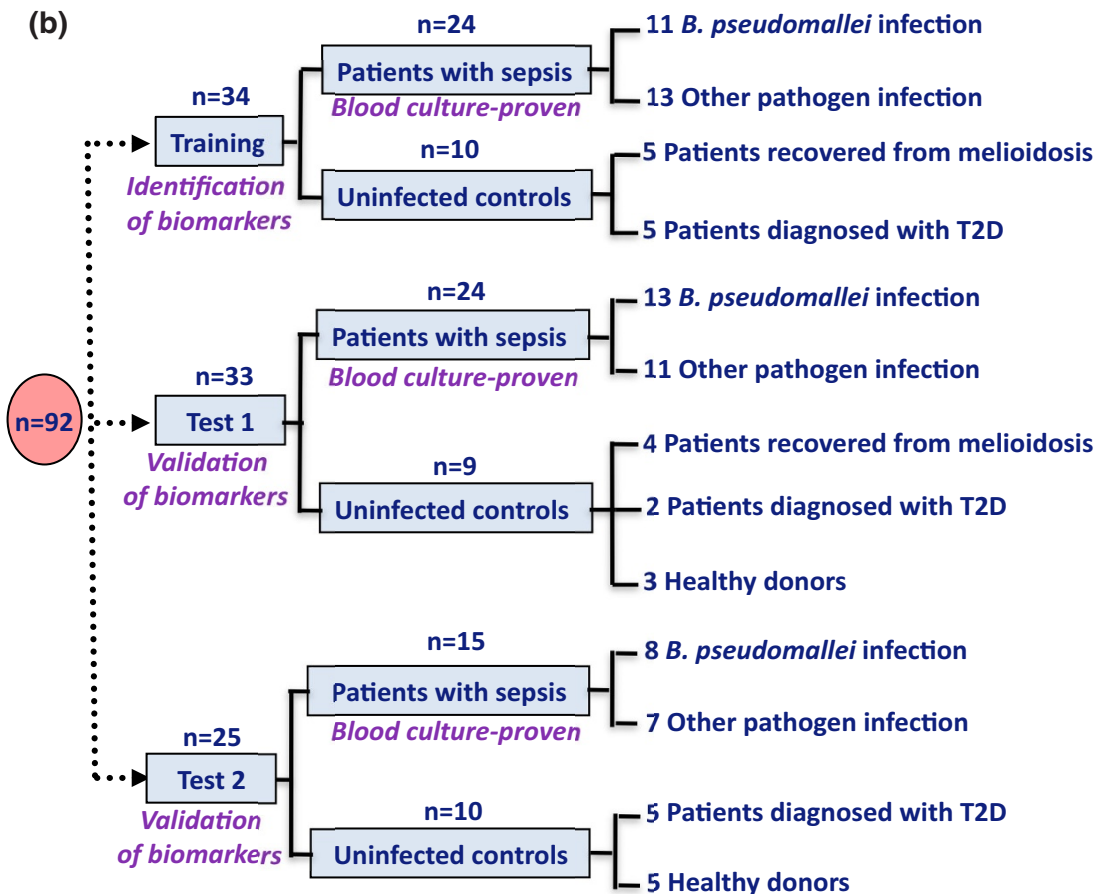 (b)
n=92
n=34
Training
Identification
of biomarkers
n=24
Patients with sepsis
Blood culture-proven
11 B. pseudomallei infection
13 Other pathogen infection
n=10
Uninfected controls
5 Patients recovered from melioidosis
5 Patients diagnosed with T2D
n=33
Test 1
Validation
of biomarkers
n=24
Patients with sepsis
Blood culture-proven
13 B. pseudomallei infection
11 Other pathogen infection
n=9
Uninfected controls
4 Patients recovered from melioidosis
2 Patients diagnosed with T2D
3 Healthy donors
n=25
Test 2
Validation
of biomarkers
n=15
Patients with sepsis
Blood culture-proven
8 B. pseudomallei infection
7 Other pathogen infection
n=10
Uninfected controls
5 Patients diagnosed with T2D
5 Healthy donors